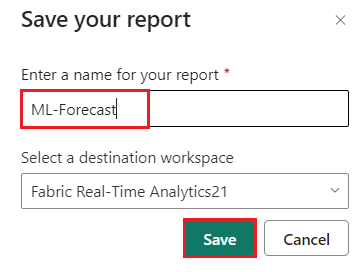 Save your report
Enter a name for your report *
ML-Forecast
Select a destination workspace
Fabric Real-Time Analytics21
Save Cancel